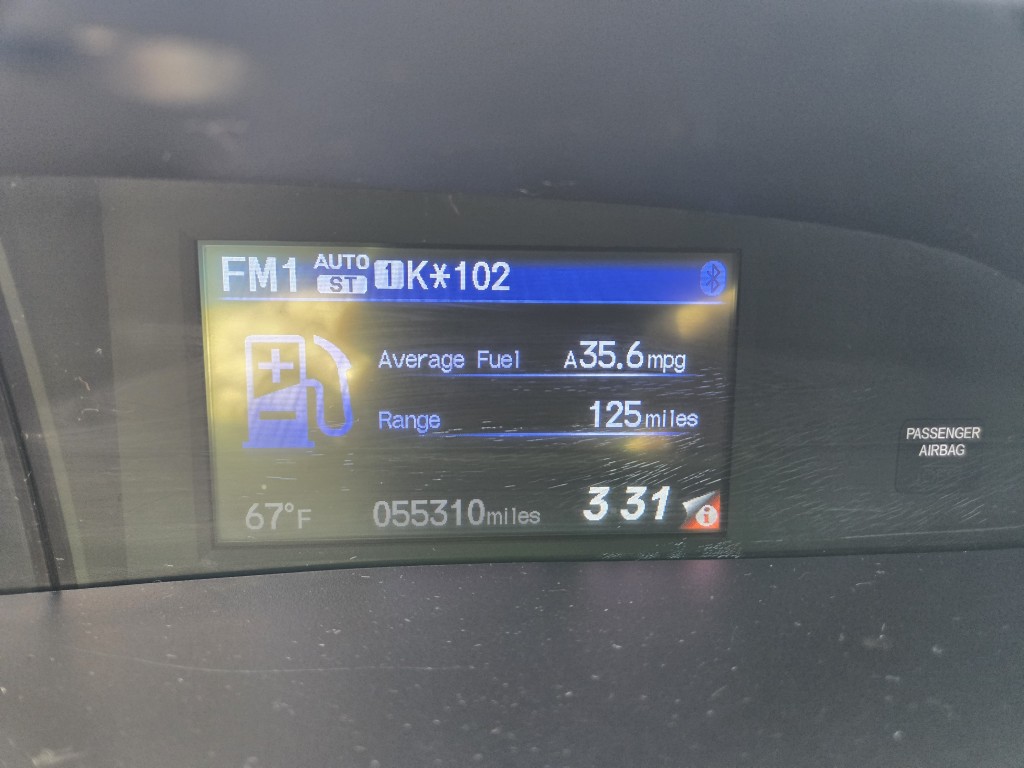 FM1 AUTO ST 1 K*102
Average Fuel A35.6mpg
Range 125miles
67°F 055310miles 3 31 i
PASSENGER
AIRBAG